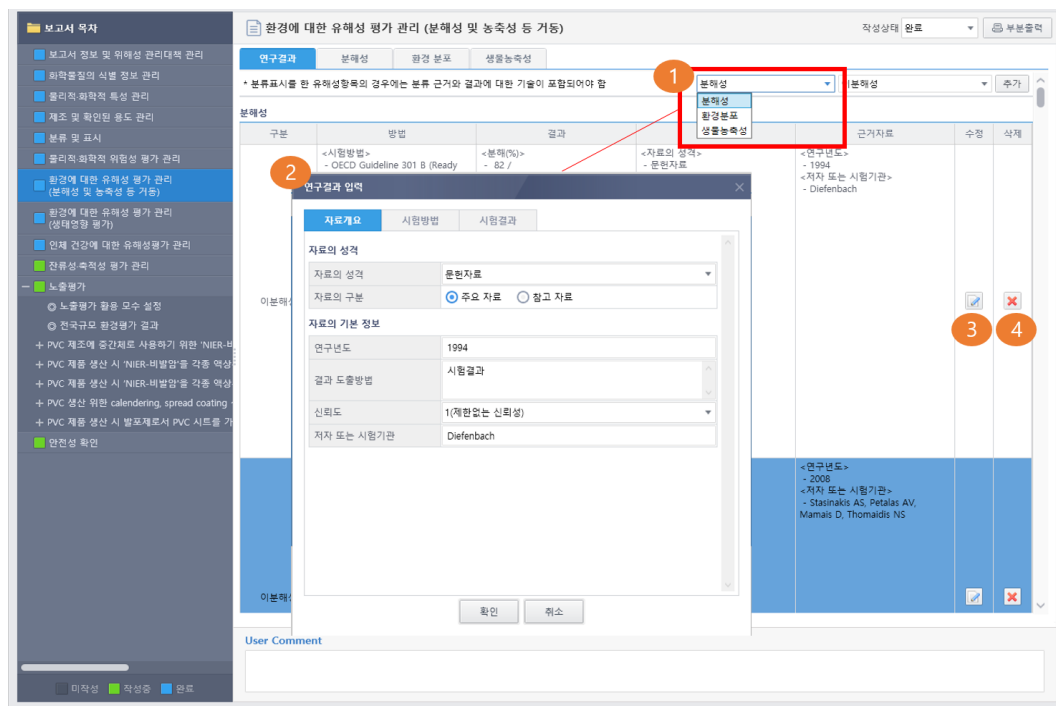 보고서 목차
보고서 정보 및 위해성 관리대책 관리
화학물질의 식별 정보 관리
물리적·화학적 특성 관리
제조 및 확인된 용도 관리
분류 및 표시
물리적·화학적 위험성 평가 관리
환경에 대한 유해성 평가 관리
(분해성 및 농축성 등 거동)
환경에 대한 유해성 평가 관리
(생태영향 평가)
인체 건강에 대한 유해성평가 관리
잔류성·축적성 평가 관리
노출평가
◎ 노출평가 활용 모수 설정
◎ 전국규모 환경평가 결과
+ PVC 제조에 중간체로 사용하기 위한 'NIER-비
+ PVC 제품 생산 시 'NIER-비발암'을 각종 액상
+ PVC 제품 생산 시 'NIER-비발암'을 각종 액상
+ PVC 생산 위한 calendering, spread coating
+ PVC 제품 생산 시 발포제로서 PVC 시트를 가
안전성 확인
미작성 작성중 완료
환경에 대한 유해성 평가 관리 (분해성 및 농축성 등 거동)
작성상태 완료 부분출력
연구결과 분해성 환경 분포 생물농축성
* 분류표시를 한 유해성항목의 경우에는 분류 근거와 결과에 대한 기술이 포함되어야 함
1
분해성
분해성
환경분포
생물농축성
추가
분해성
구분 방법 결과 근거자료 수정 삭제
<시험방법>
- OECD Guideline 301 B (Ready
<분해(%)>
- 82 /
<자료의 성격>
- 문헌자료
<연구년도>
- 1994
<저자 또는 시험기관>
- Diefenbach
2
연구결과 입력
자료개요 시험방법 시험결과
자료의 성격
자료의 성격 문헌자료
자료의 구분 주요 자료 참고 자료
자료의 기본 정보
연구년도 1994
결과 도출방법 시험결과
신뢰도 1(제한없는 신뢰성)
저자 또는 시험기관 Diefenbach
확인 취소
3
4
<연구년도>
- 2008
<저자 또는 시험기관>
- Stasinakis AS, Petalas AV,
Mamais D, Thomaidis NS
User Comment